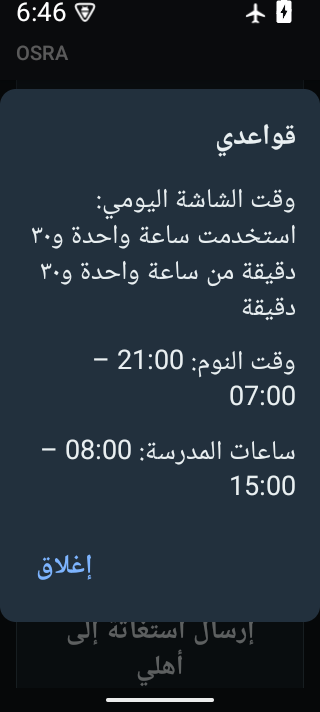 6:46
OSRA
قواعدي
وقت الشاشة اليومي:
استخدمت ساعة واحدة و٣٠
دقيقة من ساعة واحدة و٣٠
دقيقة
وقت النوم: 21:00 –
07:00
ساعات المدرسة: 08:00 –
15:00
إغلاق
إرسال استغاثة إلى
أهلي